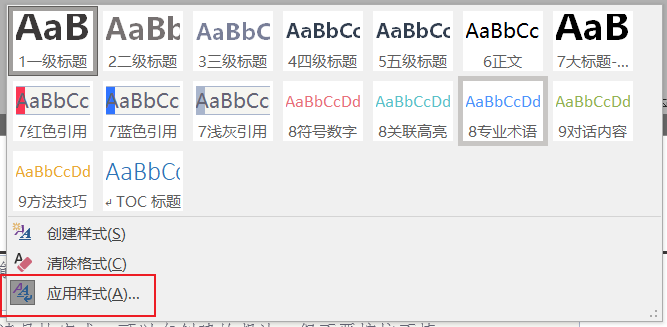 AaB AaBb AaBbC AaBbCc AaBbCc AaBbCc AaB
1一级标题 2二级标题 3三级标题 4四级标题 5五级标题 6正文 7大标题-...
AaBbCc AaBbCc AaBbCc AaBbCcDd AaBbCcDd AaBbCcDd AaBbCcDd
7红色引用 7蓝色引用 7浅灰引用 8符号数字 8关联高亮 8专业术语 9对话内容
AaBbCcDd AaBbCc
9方法技巧 ↲ TOC 标题
创建样式(S)
清除格式(C)
应用样式(A)...